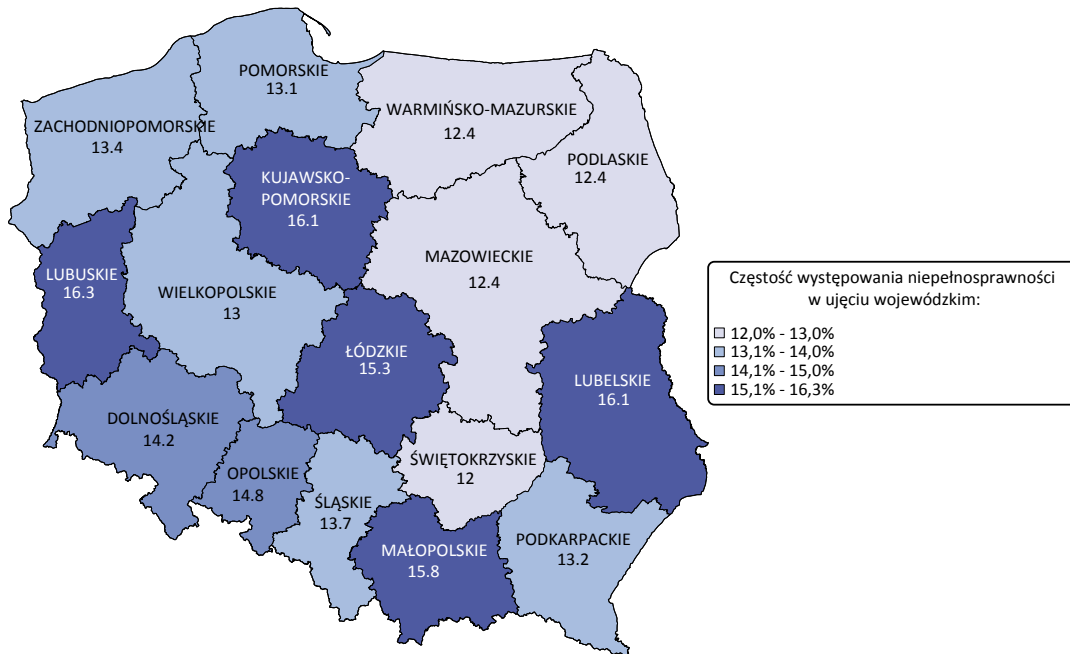 POMORSKIE
13.1
WARMIŃSKO-MAZURSKIE
12.4
ZACHODNIOPOMORSKIE
13.4
PODLASKIE
12.4
KUJAWSKO-
POMORSKIE
16.1
MAZOWIECKIE
12.4
LUBUSKIE
16.3
WIELKOPOLSKIE
13
ŁÓDZKIE
15.3
LUBELSKIE
16.1
DOLNOŚLĄSKIE
14.2
OPOLSKIE
14.8
ŚLĄSKIE
13.7
ŚWIĘTOKRZYSKIE
12
MAŁOPOLSKIE
15.8
PODKARPACKIE
13.2
Częstość występowania niepełnosprawności
w ujęciu wojewódzkim:
12,0% - 13,0%
13,1% - 14,0%
14,1% - 15,0%
15,1% - 16,3%